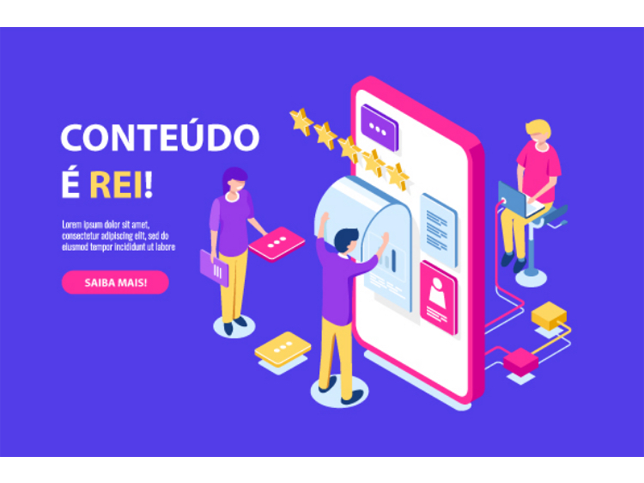 CONTEÚDO
É REI!
Lorem ipsum dolor sit amet,
consectetur adipiscing elit, sed do
eiusmod tempor incididunt ut labore
SAIBA MAIS!